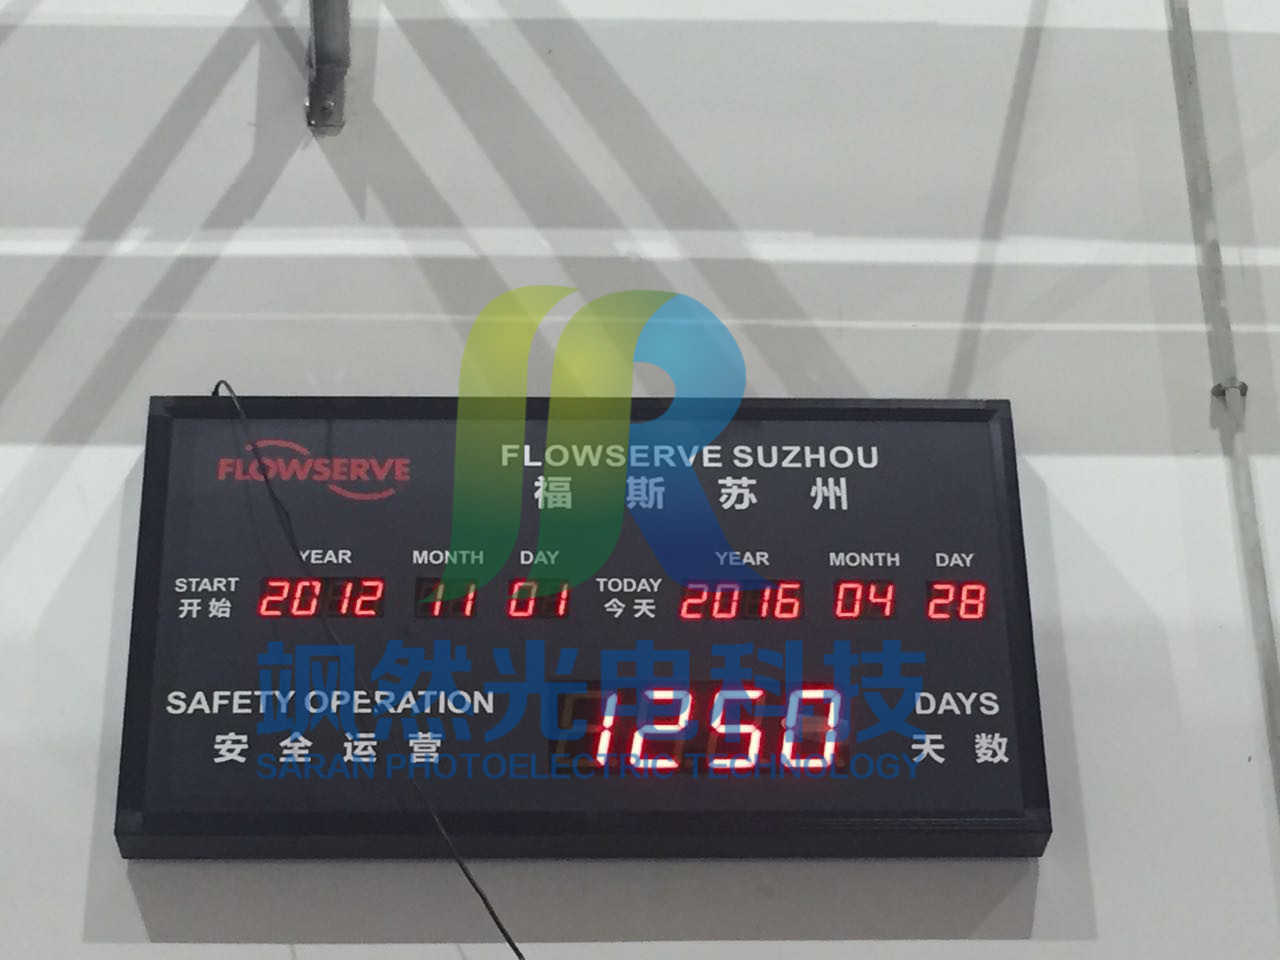 FLOWSERVE
FLOWSERVE SUZHOU
福斯苏州
YEAR MONTH DAY YEAR MONTH DAY
START 开始 2012 11 01 TODAY 今天 2016 04 28
飒然光电科技
SAFETY OPERATION 1250 DAYS
安全运营 天数
SARAN PHOTOELECTRIC TECHNOLOGY